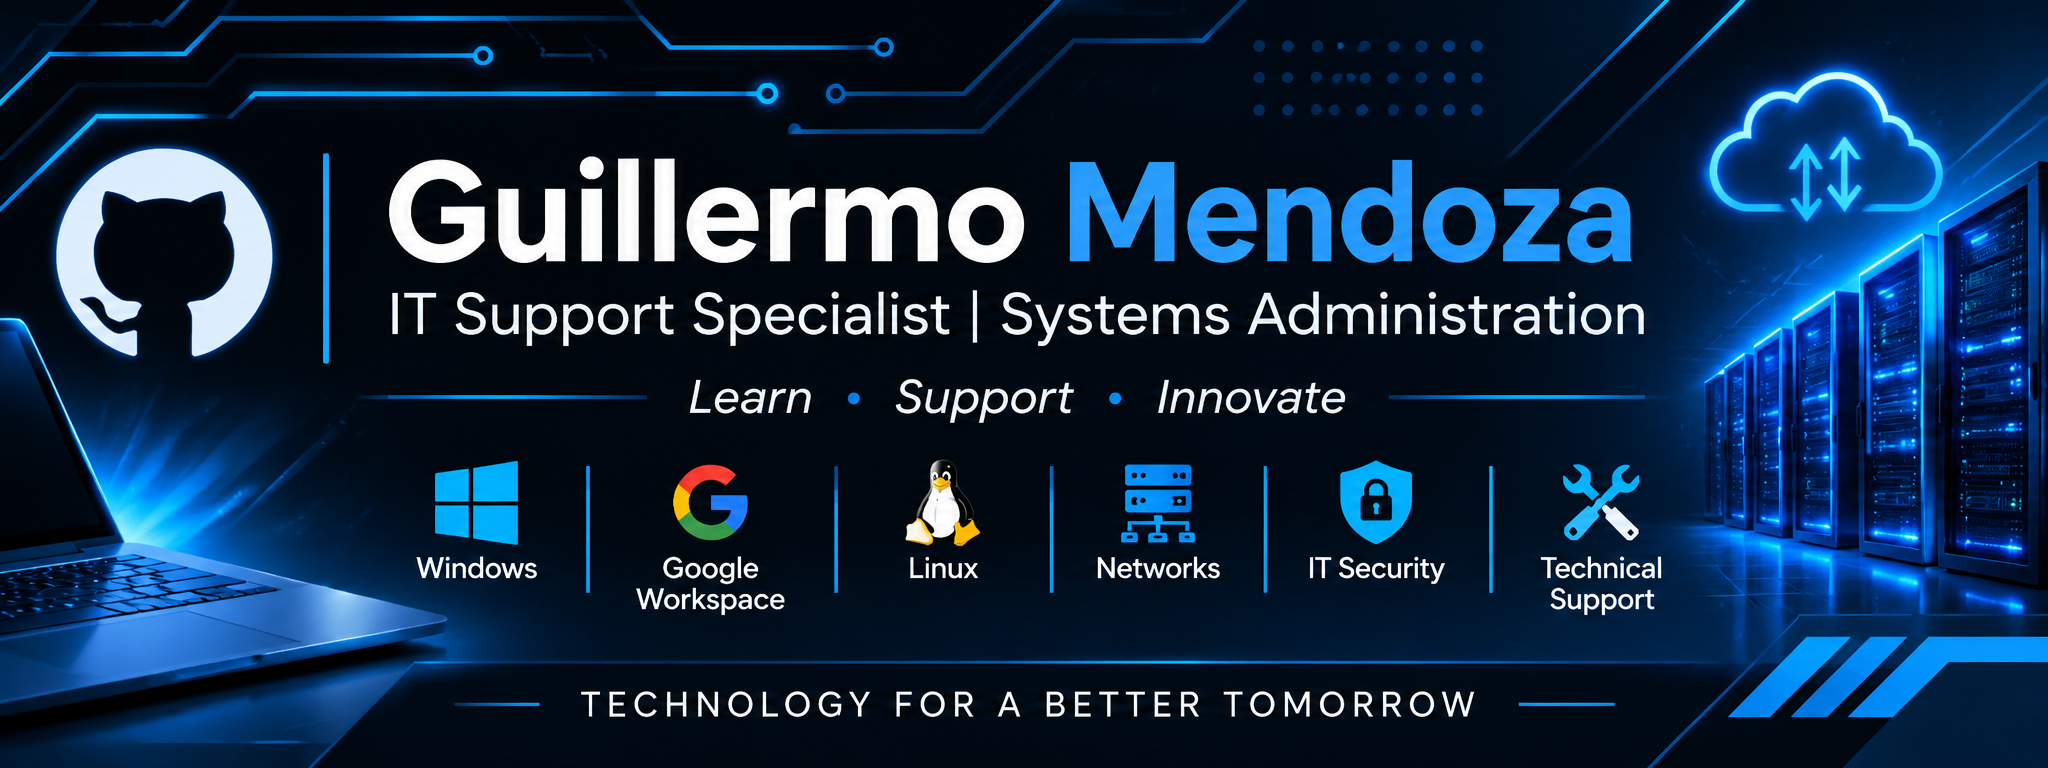 Guillermo Mendoza
IT Support Specialist | Systems Administration
Learn • Support • Innovate
Windows
Google
Workspace
Linux
Networks
IT Security
Technical
Support
TECHNOLOGY FOR A BETTER TOMORROW